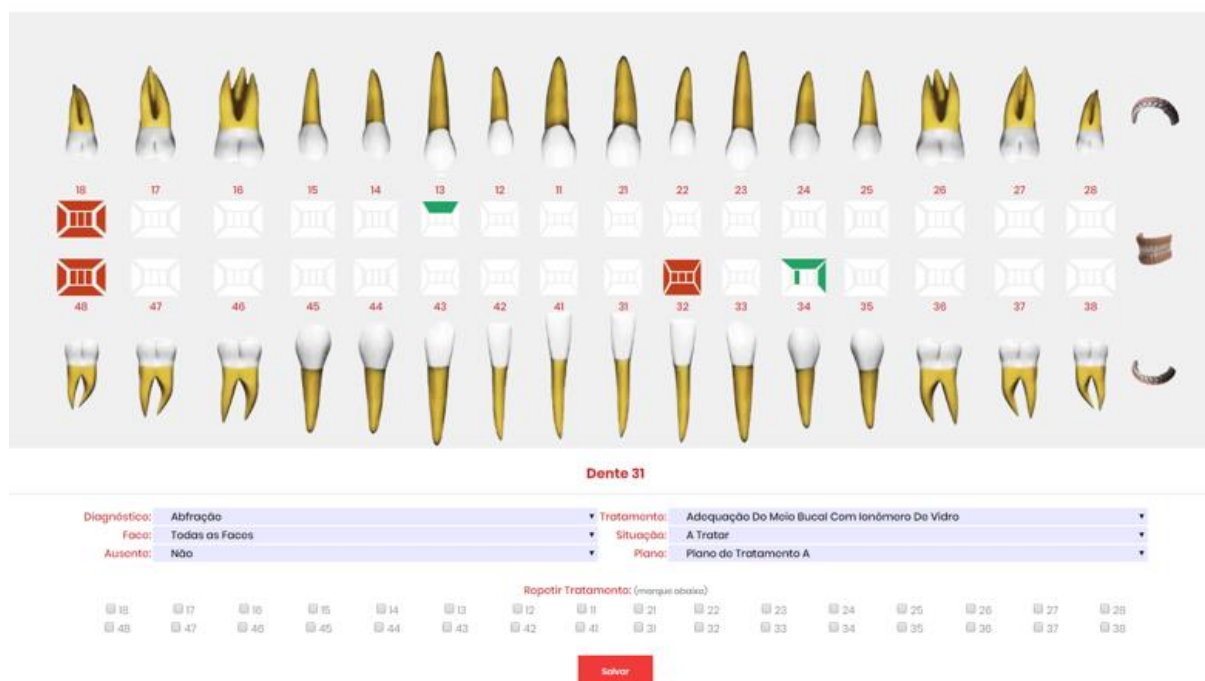 18 17 16 15 14 13 12 11 21 22 23 24 25 26 27 28
48 47 46 45 44 43 42 41 31 32 33 34 35 36 37 38
Dente 31
Diagnóstico: Abfração Tratamento: Adequação Do Meio Bucal Com Ionômero De Vidro
Face: Todas as Faces Situação: A Tratar
Ausente: Não Plano: Plano de Tratamento A
Repetir Tratamento: (marque abaixo)
18 17 16 15 14 13 12 11 21 22 23 24 25 26 27 28
48 47 46 45 44 43 42 41 31 32 33 34 35 36 37 38
Salvar